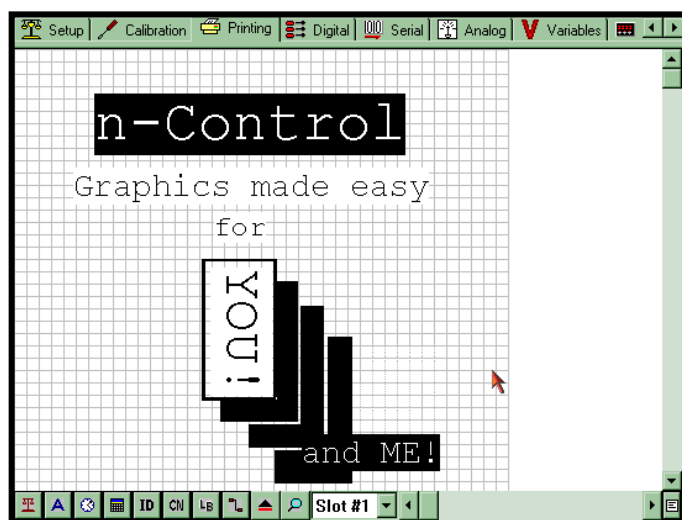 Setup Calibration Printing Digital Serial Analog Variables
n-Control
Graphics made easy
for
YOU!
and ME!
A ID CN LB Slot #1